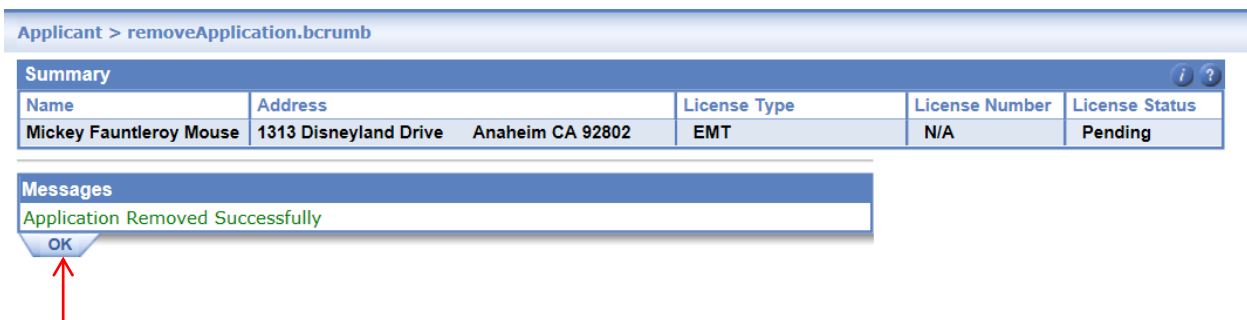 Applicant > removeApplication.bcrumb
Summary i ?
Name Address License Type License Number License Status
Mickey Fauntleroy Mouse 1313 Disneyland Drive Anaheim CA 92802 EMT N/A Pending
Messages
Application Removed Successfully
OK